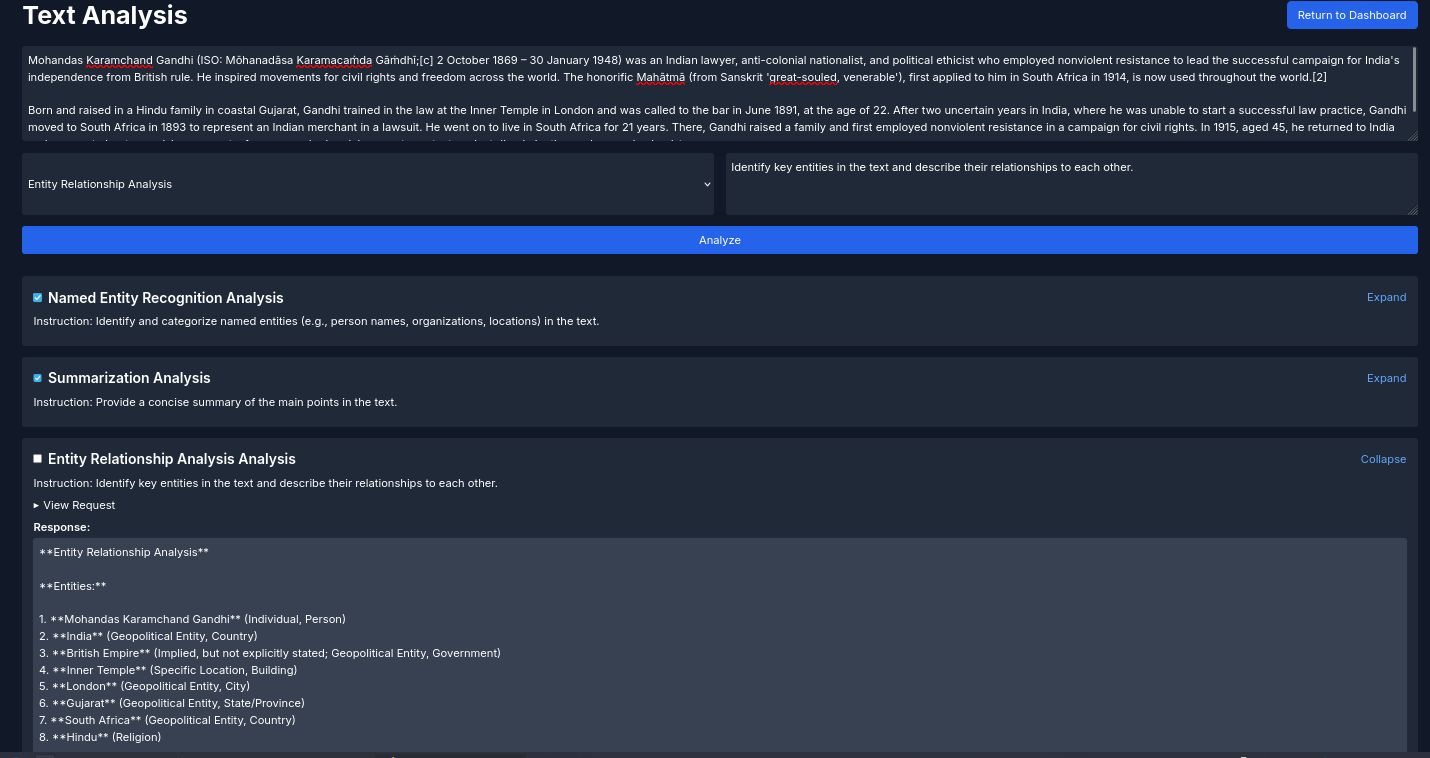 Text Analysis
Return to Dashboard
Mohandas Karamchand Gandhi (ISO: Mōhanadāsa Karamacaṁda Gāṁdhī;[c] 2 October 1869 – 30 January 1948) was an Indian lawyer, anti-colonial nationalist, and political ethicist who employed nonviolent resistance to lead the successful campaign for India's
independence from British rule. He inspired movements for civil rights and freedom across the world. The honorific Mahātmā (from Sanskrit 'great-souled, venerable'), first applied to him in South Africa in 1914, is now used throughout the world.[2]
Born and raised in a Hindu family in coastal Gujarat, Gandhi trained in the law at the Inner Temple in London and was called to the bar in June 1891, at the age of 22. After two uncertain years in India, where he was unable to start a successful law practice, Gandhi
moved to South Africa in 1893 to represent an Indian merchant in a lawsuit. He went on to live in South Africa for 21 years. There, Gandhi raised a family and first employed nonviolent resistance in a campaign for civil rights. In 1915, aged 45, he returned to India
Entity Relationship Analysis
Identify key entities in the text and describe their relationships to each other.
Analyze
Named Entity Recognition Analysis
Expand
Instruction: Identify and categorize named entities (e.g., person names, organizations, locations) in the text.
Summarization Analysis
Expand
Instruction: Provide a concise summary of the main points in the text.
Entity Relationship Analysis Analysis
Collapse
Instruction: Identify key entities in the text and describe their relationships to each other.
▸ View Request
Response:
**Entity Relationship Analysis**
**Entities:**
1. **Mohandas Karamchand Gandhi** (Individual, Person)
2. **India** (Geopolitical Entity, Country)
3. **British Empire** (Implied, but not explicitly stated; Geopolitical Entity, Government)
4. **Inner Temple** (Specific Location, Building)
5. **London** (Geopolitical Entity, City)
6. **Gujarat** (Geopolitical Entity, State/Province)
7. **South Africa** (Geopolitical Entity, Country)
8. **Hindu** (Religion)